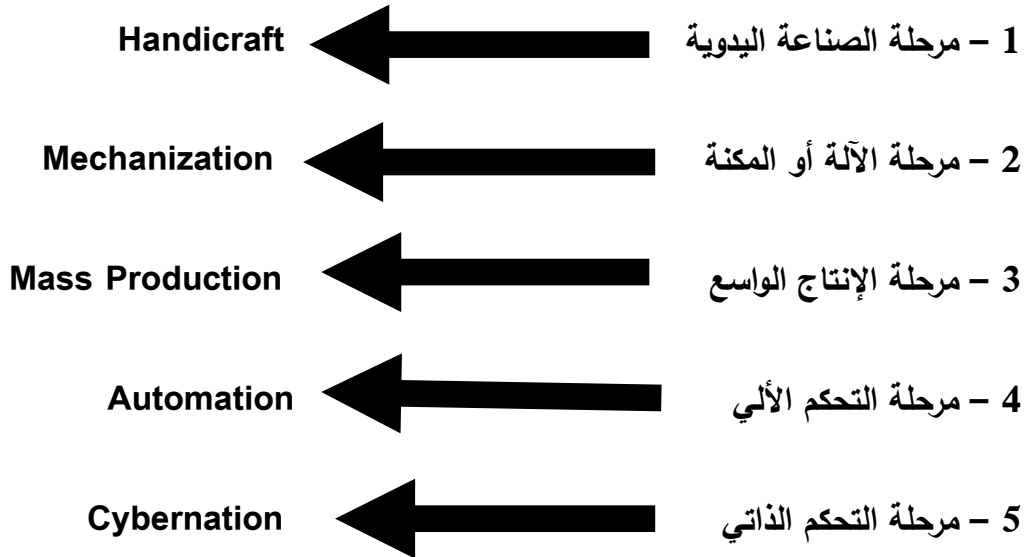 1 – مرحلة الصناعة اليدوية Handicraft
2 – مرحلة الآلة أو المكنة Mechanization
3 – مرحلة الإنتاج الواسع Mass Production
4 – مرحلة التحكم الألي Automation
5 – مرحلة التحكم الذاتي Cybernation